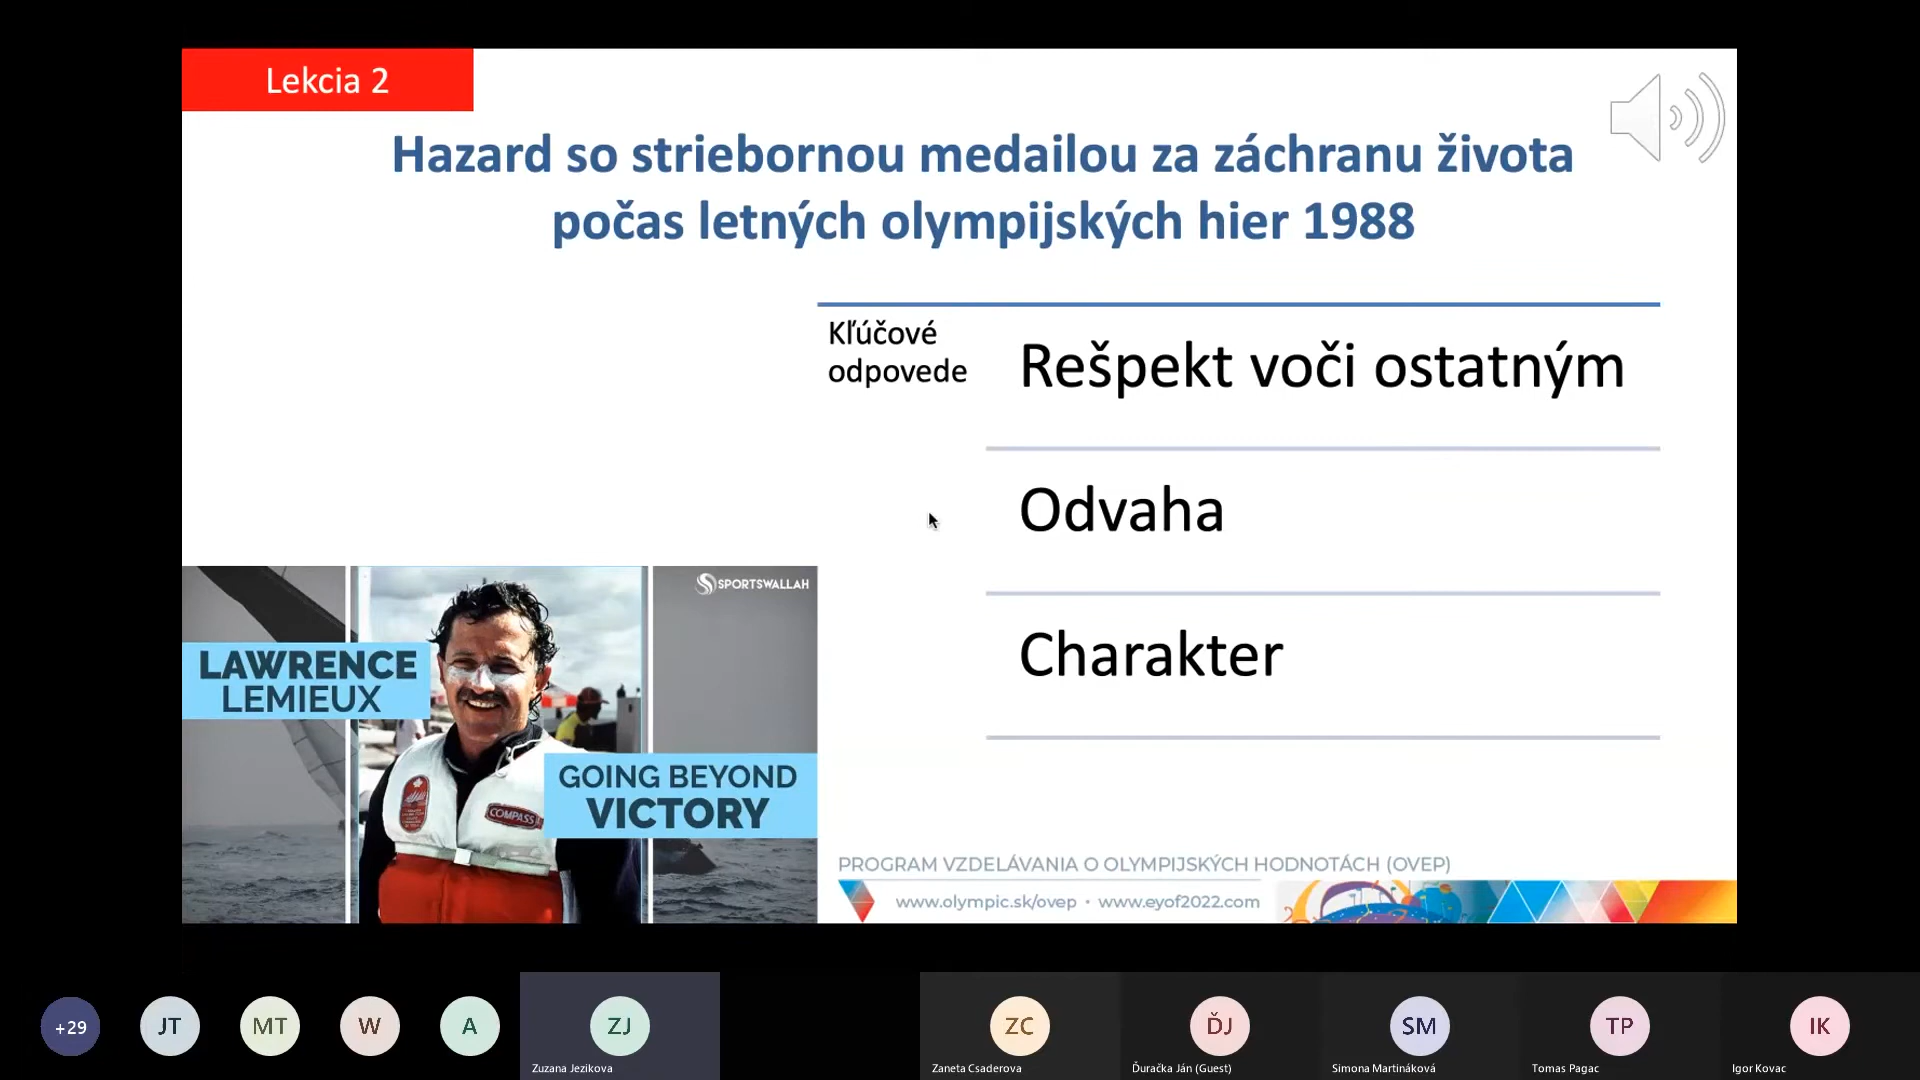 Lekcia 2
Hazard so striebornou medailou za záchranu života
počas letných olympijských hier 1988
Kľúčové
odpovede
Rešpekt voči ostatným
Odvaha
Charakter
SPORTSWALLAH
LAWRENCE
LEMIEUX
GOING BEYOND
VICTORY
COMPASS
PROGRAM VZDELÁVANIA O OLYMPIJSKÝCH HODNOTÁCH (OVEP)
www.olympic.sk/ovep • www.eyof2022.com
+29
JT
MT
W
A
ZJ
Zuzana Jezikova
ZC
Zaneta Csaderova
ĎJ
Ďuračka Ján (Guest)
SM
Simona Martináková
TP
Tomas Pagac
IK
Igor Kovac